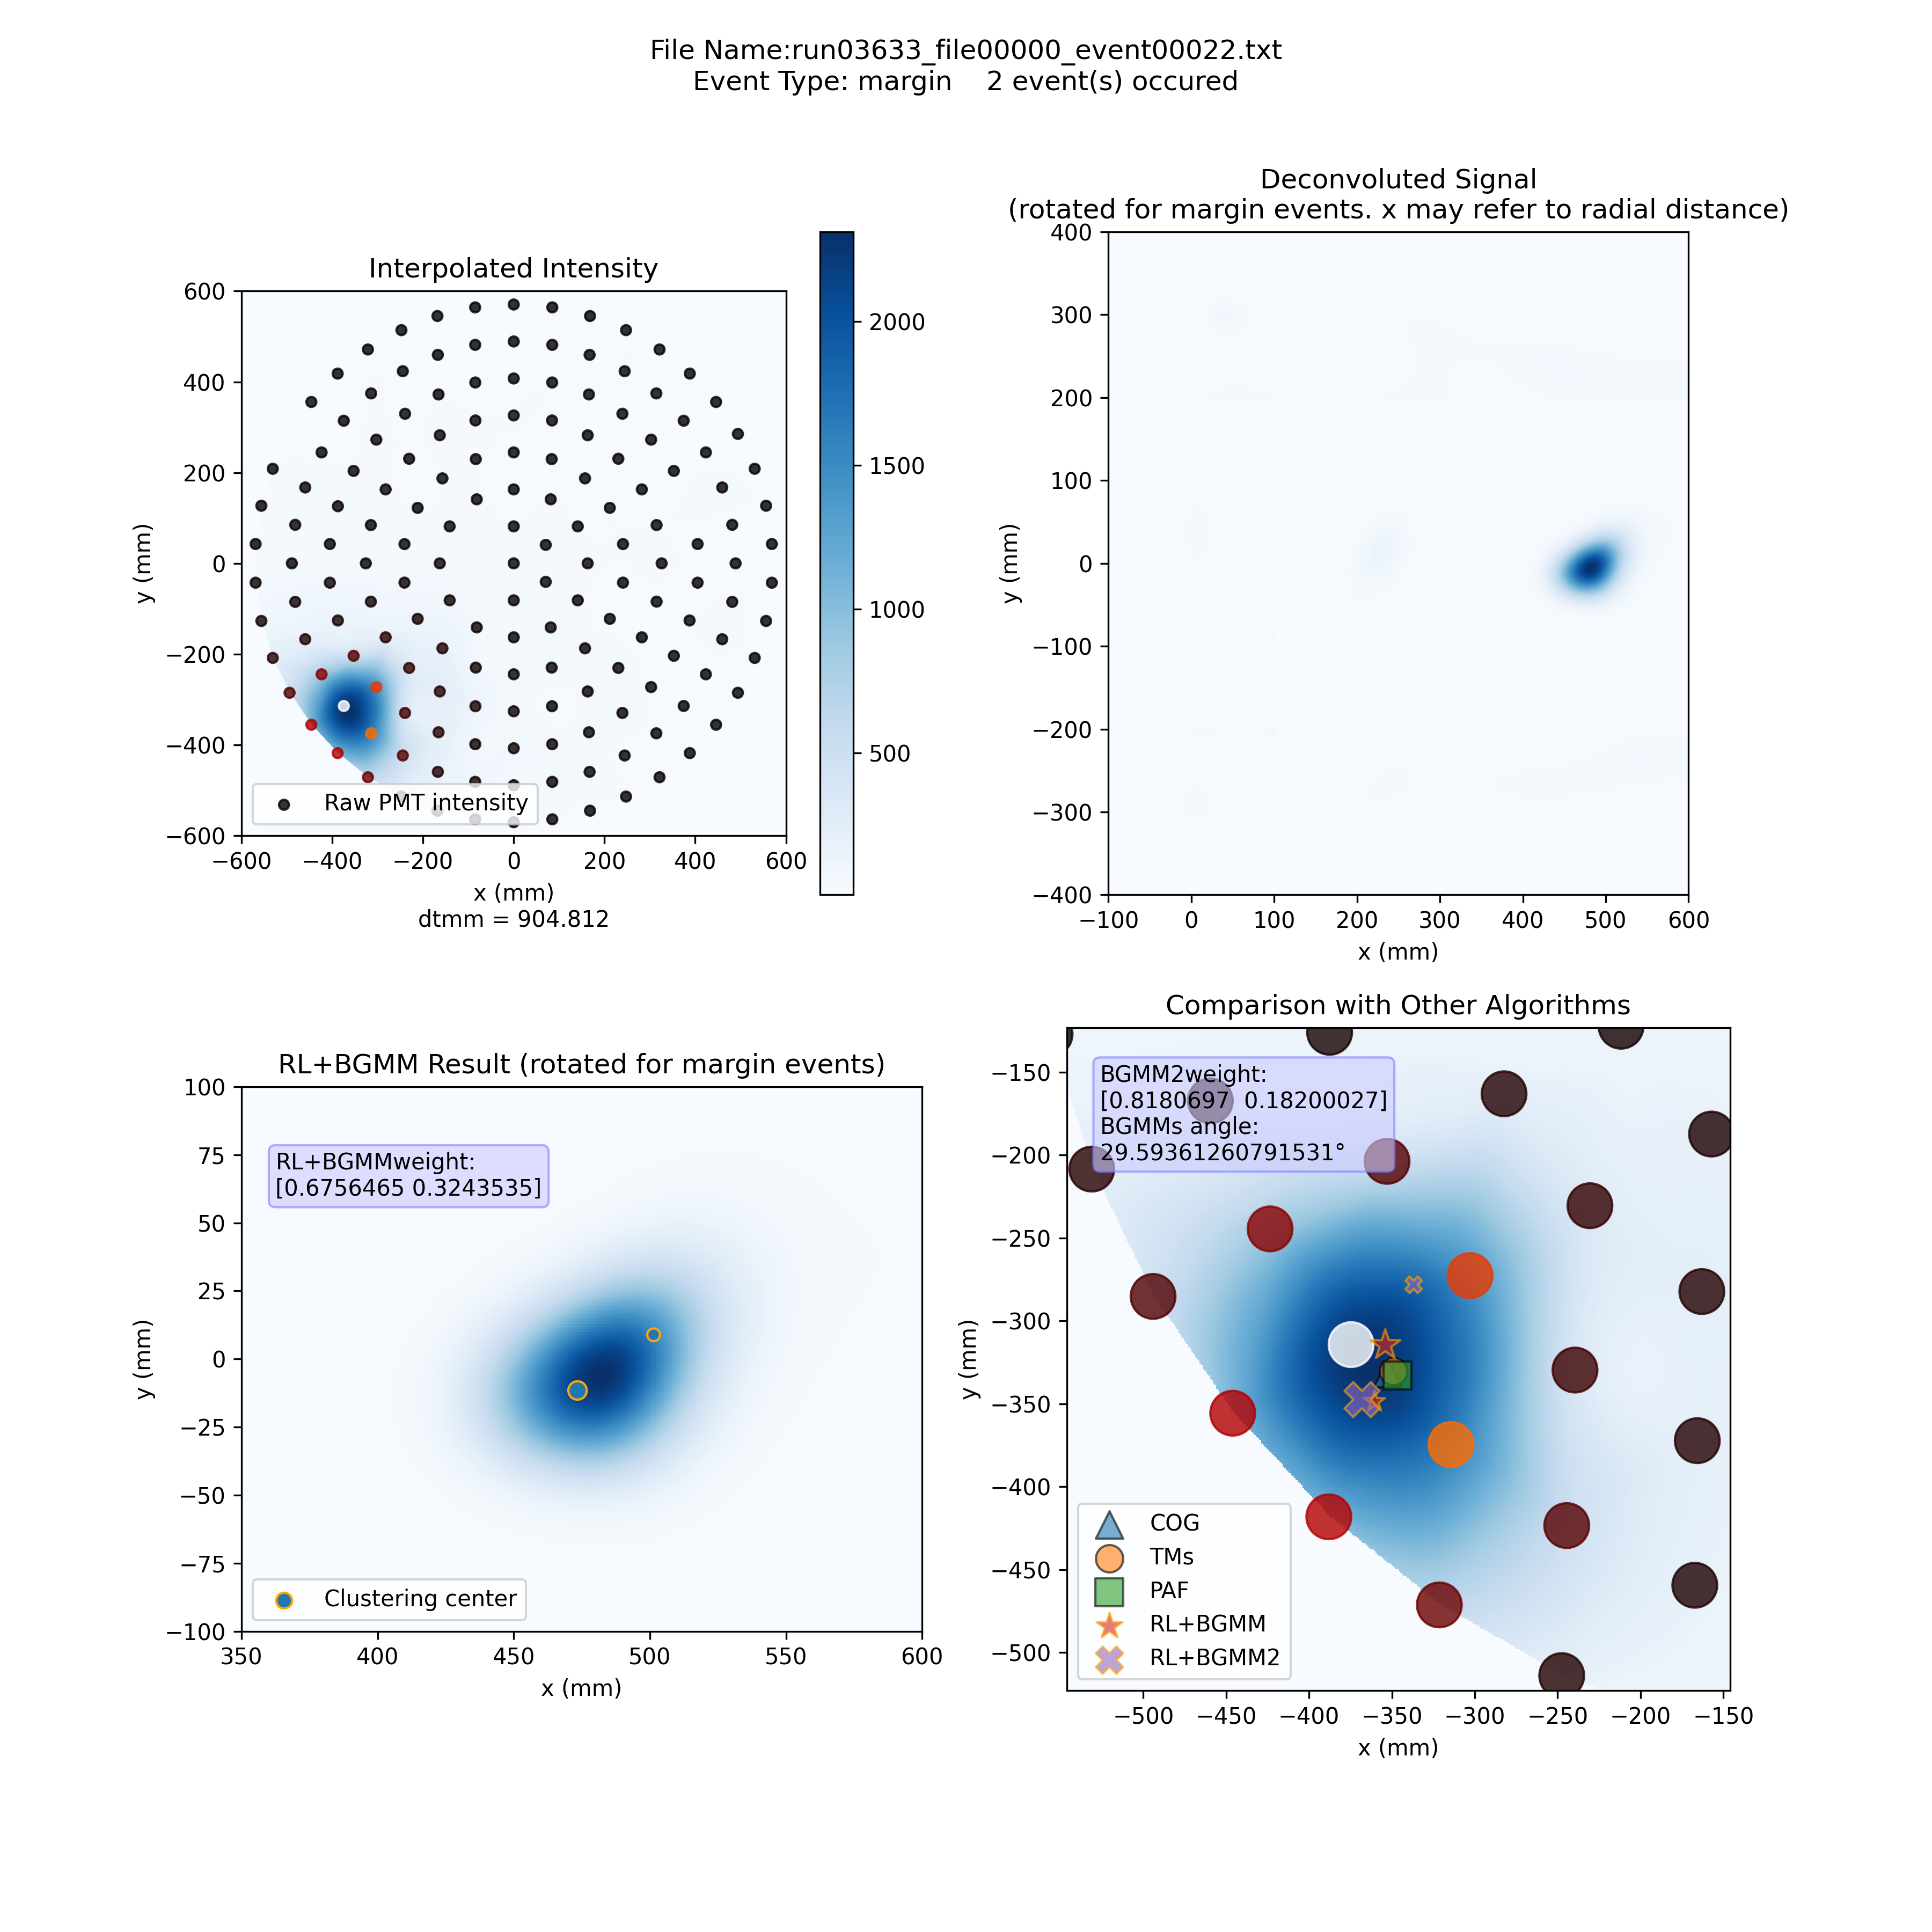 File Name:run03633_file00000_event00022.txt
Event Type: margin    2 event(s) occured
Interpolated Intensity
600
400
200
0
−200
−400
−600
y (mm)
Raw PMT intensity
−600 −400 −200 0 200 400 600
x (mm)
dtmm = 904.812
2000
1500
1000
500
Deconvoluted Signal
(rotated for margin events. x may refer to radial distance)
400
300
200
100
0
−100
−200
−300
−400
y (mm)
−100 0 100 200 300 400 500 600
x (mm)
RL+BGMM Result (rotated for margin events)
100
75
50
25
0
−25
−50
−75
−100
y (mm)
RL+BGMMweight:
[0.6756465 0.3243535]
Clustering center
350 400 450 500 550 600
x (mm)
Comparison with Other Algorithms
−150
−200
−250
−300
−350
−400
−450
−500
y (mm)
BGMM2weight:
[0.8180697  0.18200027]
BGMMs angle:
29.59361260791531°
COG
TMs
PAF
RL+BGMM
RL+BGMM2
−500 −450 −400 −350 −300 −250 −200 −150
x (mm)